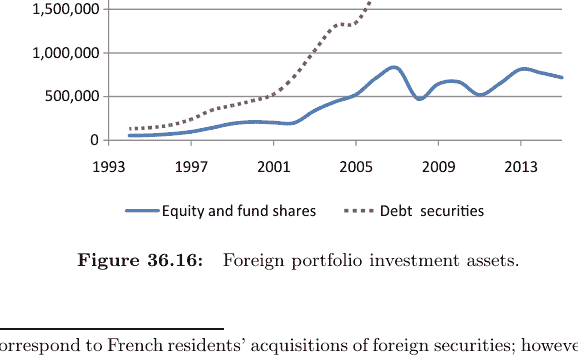 1,500,000
1,000,000
500,000
0
1993 1997 2001 2005 2009 2013
Equity and fund shares Debt securities
Figure 36.16: Foreign portfolio investment assets.
orrespond to French residents' acquisitions of foreign securities; howeve